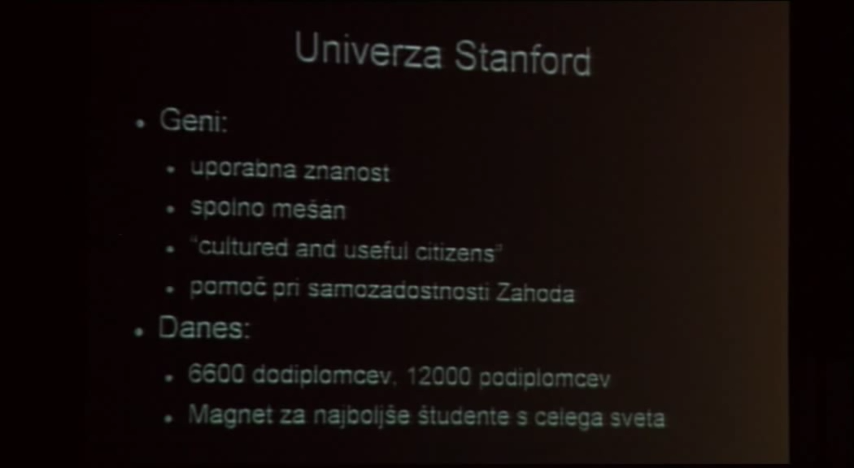 Univerza Stanford
• Geni:
• uporabna znanost
• spolno mešan
• "cultured and useful citizens"
• pomoč pri samozadostnosti Zahoda
• Danes:
• 6600 dodiplomcev, 12000 podiplomcev
• Magnet za najboljše študente s celega sveta